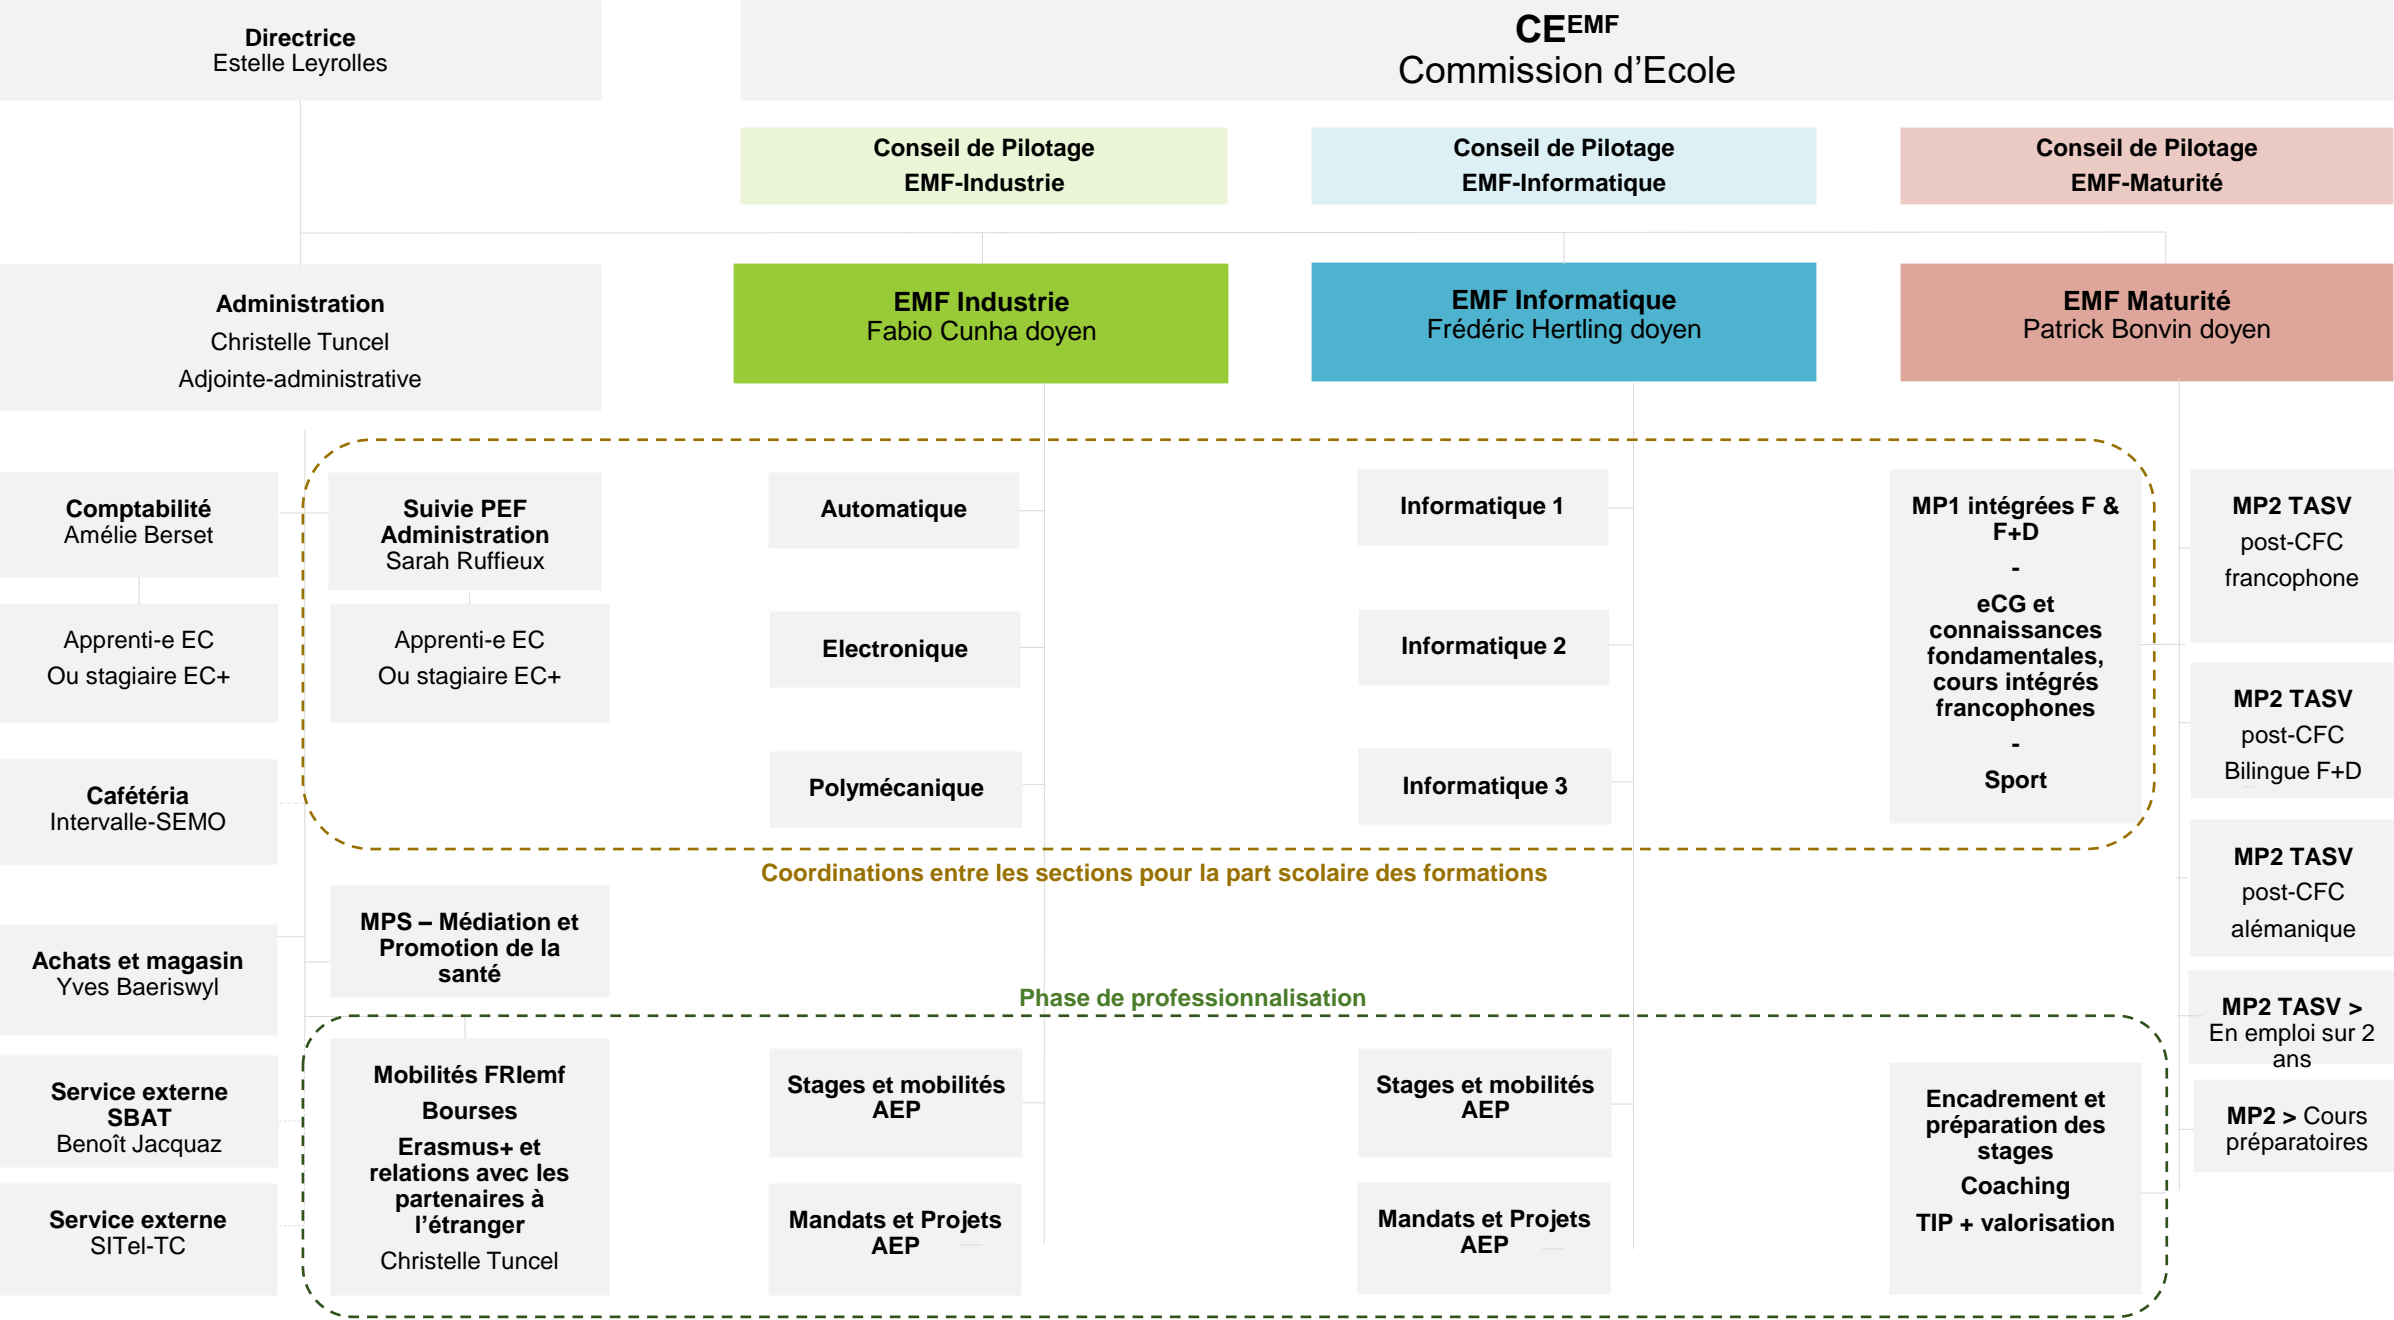 Directrice
Estelle Leyrolles
CEEMF
Commission d'Ecole
Conseil de Pilotage
EMF-Industrie
Conseil de Pilotage
EMF-Informatique
Conseil de Pilotage
EMF-Maturité
Administration
Christelle Tuncel
Adjointe-administrative
EMF Industrie
Fabio Cunha doyen
EMF Informatique
Frédéric Hertling doyen
EMF Maturité
Patrick Bonvin doyen
Comptabilité
Amélie Berset
Suivie PEF
Administration
Sarah Ruffieux
Apprenti-e EC
Ou stagiaire EC+
Apprenti-e EC
Ou stagiaire EC+
Cafétéria
Intervalle-SEMO
Achats et magasin
Yves Baeriswyl
Service externe
SBAT
Benoît Jacquaz
Service externe
SITel-TC
Automatique
Electronique
Polymécanique
Informatique 1
Informatique 2
Informatique 3
MP1 intégrées F &
F+D
-
eCG et
connaissances
fondamentales,
cours intégrés
francophones
-
Sport
MP2 TASV
post-CFC
francophone
MP2 TASV
post-CFC
Bilingue F+D
MP2 TASV
post-CFC
alémanique
MP2 TASV >
En emploi sur 2
ans
MP2 > Cours
préparatoires
Coordinations entre les sections pour la part scolaire des formations
MPS – Médiation et
Promotion de la
santé
Phase de professionnalisation
Mobilités FRIemf
Bourses
Erasmus+ et
relations avec les
partenaires à
l'étranger
Christelle Tuncel
Stages et mobilités
AEP
Mandats et Projets
AEP
Stages et mobilités
AEP
Mandats et Projets
AEP
Encadrement et
préparation des
stages
Coaching
TIP + valorisation